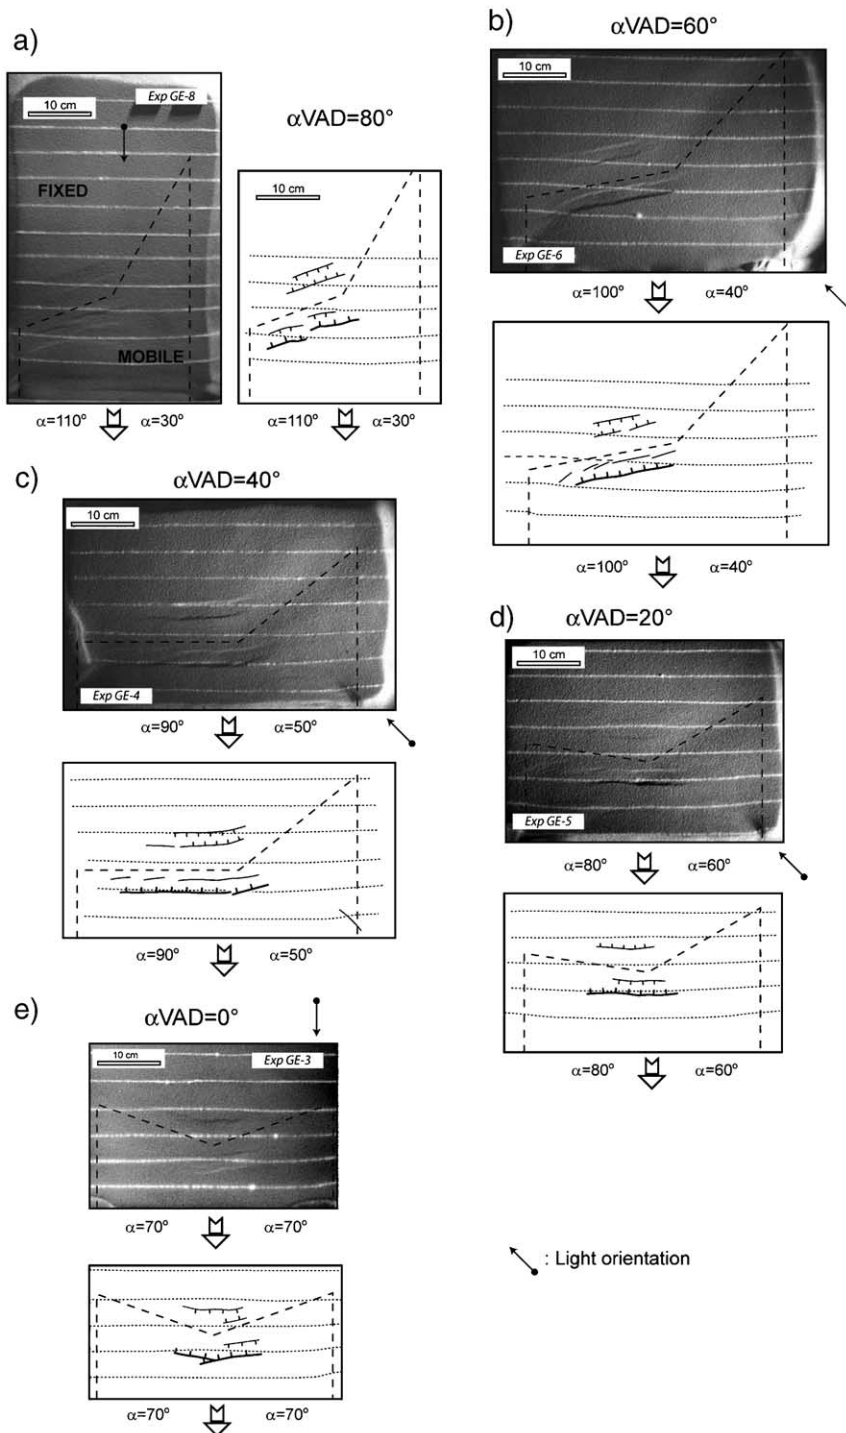 a)
αVAD=80°
10 cm
Exp GE-8
FIXED
MOBILE
α=110° α=30°
10 cm
α=110° α=30°
b)
αVAD=60°
10 cm
Exp GE-6
α=100° α=40°
10 cm
α=100° α=40°
c)
αVAD=40°
10 cm
Exp GE-4
α=90° α=50°
α=90° α=50°
d)
αVAD=20°
10 cm
Exp GE-5
α=80° α=60°
α=80° α=60°
e)
αVAD=0°
10 cm
Exp GE-3
α=70° α=70°
α=70° α=70°
: Light orientation